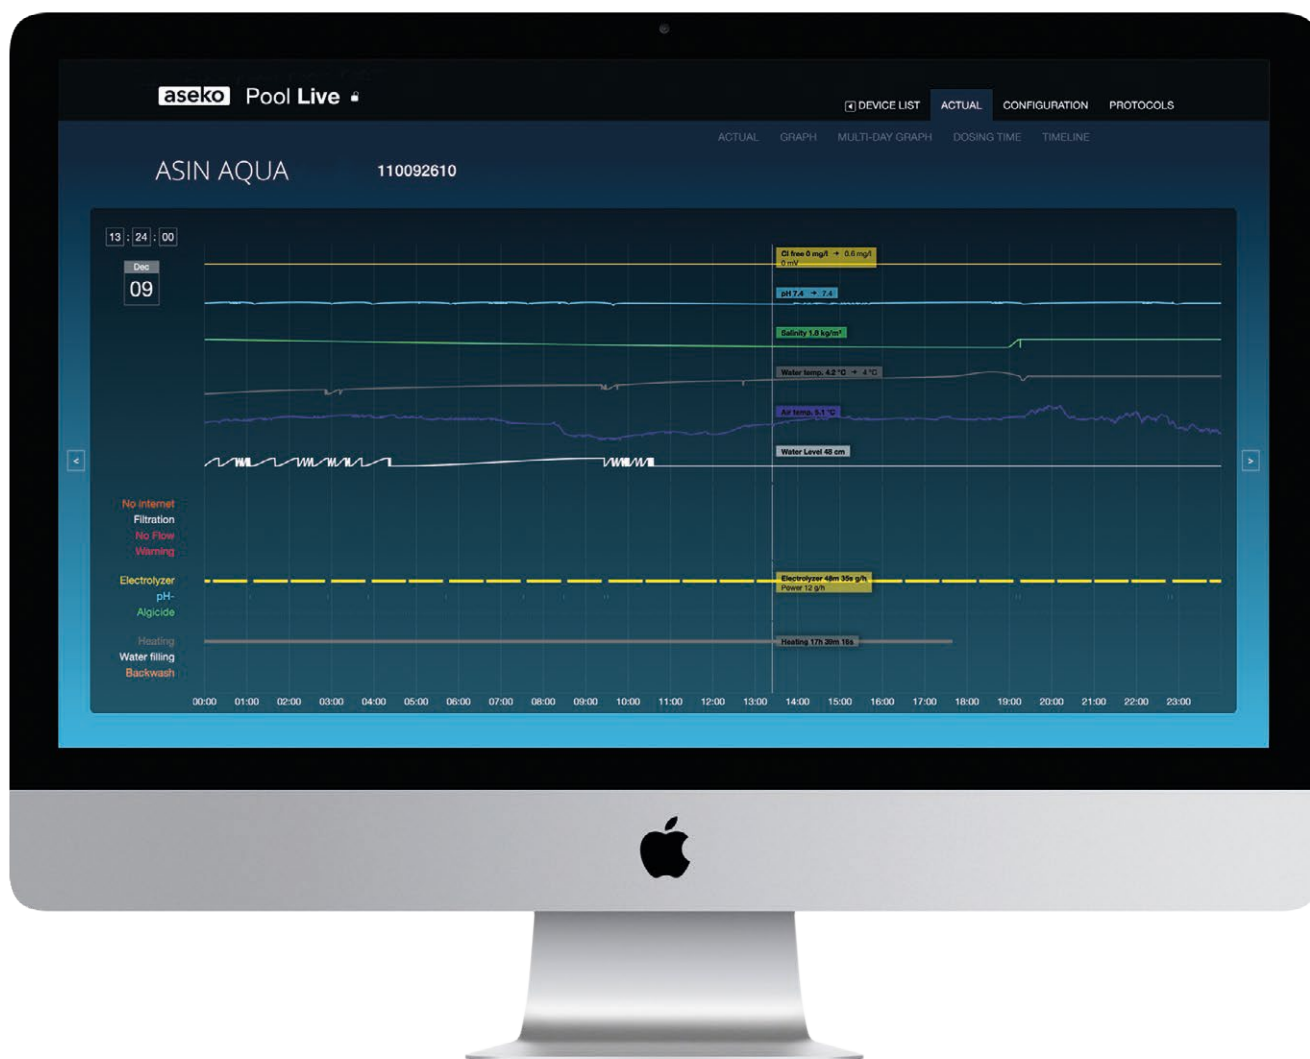 aseko Pool Live
DEVICE LIST ACTUAL CONFIGURATION PROTOCOLS
ACTUAL GRAPH MULTI-DAY GRAPH DOSING TIME TIMELINE
ASIN AQUA 110092610
13 : 24 : 00
Dec
09
Cl free 0 mg/l → 0.6 mg/l
0 mV
pH 7.4 → 7.4
Salinity 1.8 kg/m³
Water temp. 4.2 °C → 4 °C
Air temp. 5.1 °C
Water Level 48 cm
< >
No internet
Filtration
No Flow
Warning
Electrolyzer
pH-
Algicide
Electrolyzer 48m 35s g/h
Power 12 g/h
Heating
Water filling
Backwash
Heating 17h 39m 16s
00:00 01:00 02:00 03:00 04:00 05:00 06:00 07:00 08:00 09:00 10:00 11:00 12:00 13:00 14:00 15:00 16:00 17:00 18:00 19:00 20:00 21:00 22:00 23:00